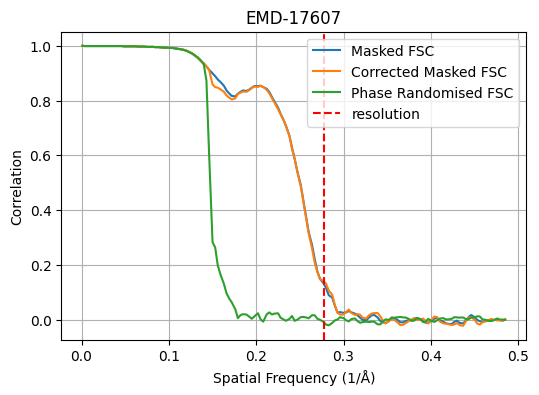 EMD-17607
Masked FSC
Corrected Masked FSC
Phase Randomised FSC
resolution
1.0
0.8
0.6
0.4
0.2
0.0
Correlation
0.0 0.1 0.2 0.3 0.4 0.5
Spatial Frequency (1/Å)